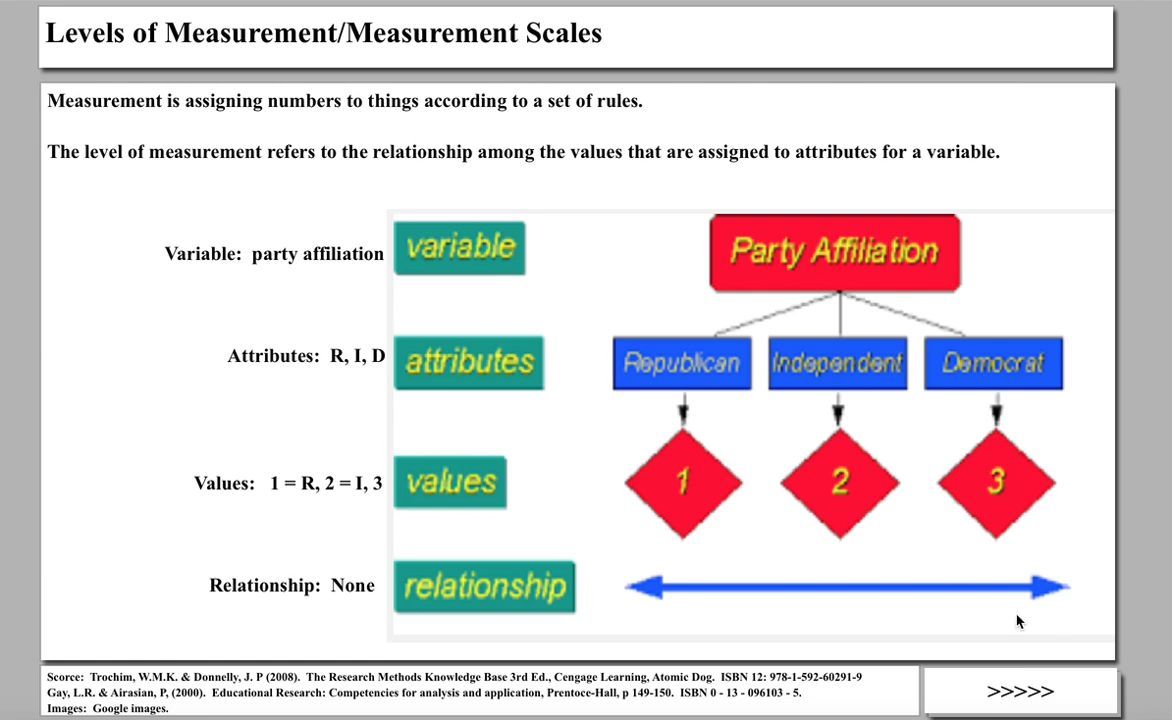 Levels of Measurement/Measurement Scales
Measurement is assigning numbers to things according to a set of rules.
The level of measurement refers to the relationship among the values that are assigned to attributes for a variable.
Variable: party affiliation variable Party Affiliation
Attributes: R, I, D attributes Republican Independent Democrat
Values: 1 = R, 2 = I, 3 values 1 2 3
Relationship: None relationship
Scorce: Trochim, W.M.K. & Donnelly, J. P (2008). The Research Methods Knowledge Base 3rd Ed., Cengage Learning, Atomic Dog. ISBN 12: 978-1-592-60291-9
Gay, L.R. & Airasian, P, (2000). Educational Research: Competencies for analysis and application, Prentoce-Hall, p 149-150. ISBN 0 - 13 - 096103 - 5.
Images: Google images.
>>>>>